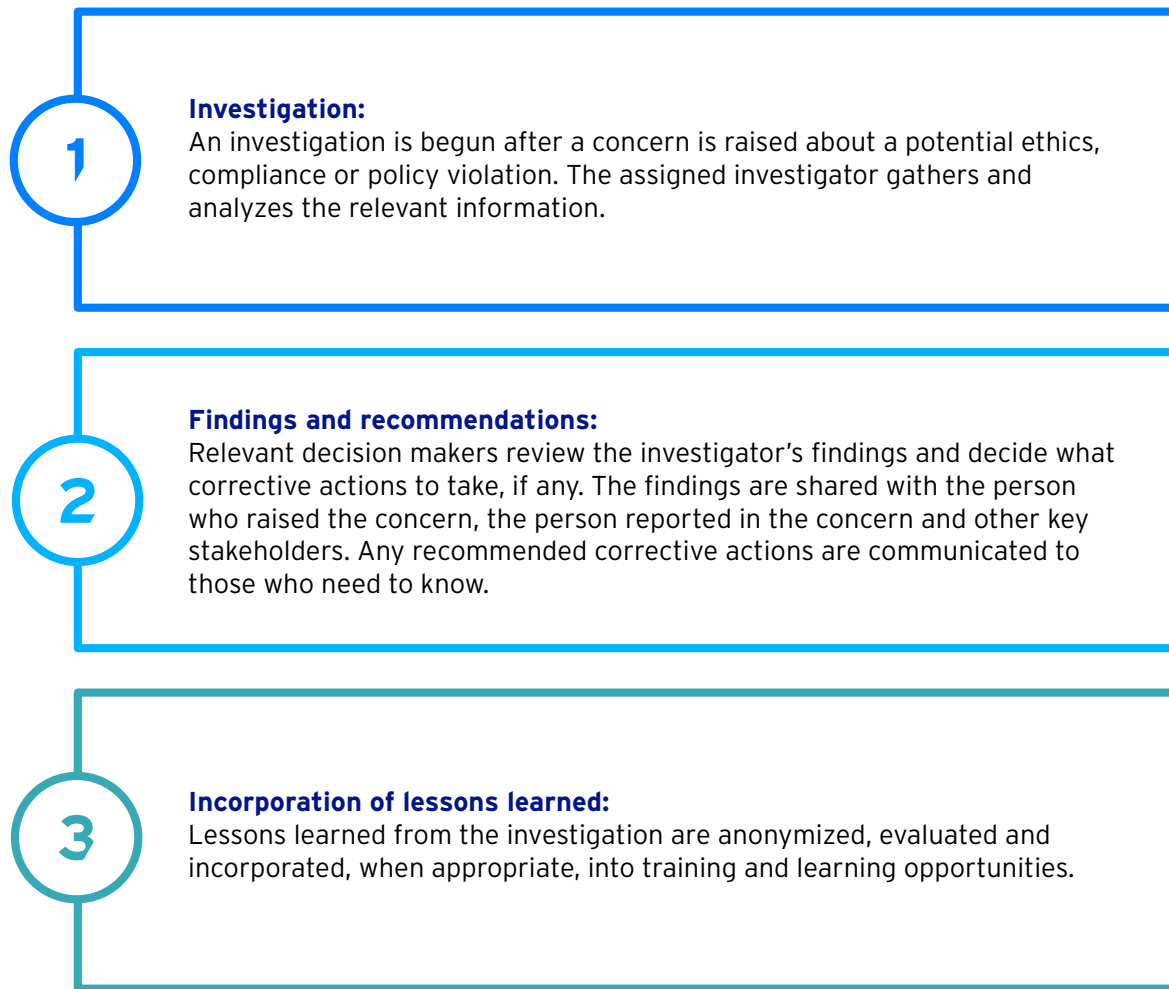 1
Investigation:
An investigation is begun after a concern is raised about a potential ethics,
compliance or policy violation. The assigned investigator gathers and
analyzes the relevant information.
2
Findings and recommendations:
Relevant decision makers review the investigator’s findings and decide what
corrective actions to take, if any. The findings are shared with the person
who raised the concern, the person reported in the concern and other key
stakeholders. Any recommended corrective actions are communicated to
those who need to know.
3
Incorporation of lessons learned:
Lessons learned from the investigation are anonymized, evaluated and
incorporated, when appropriate, into training and learning opportunities.